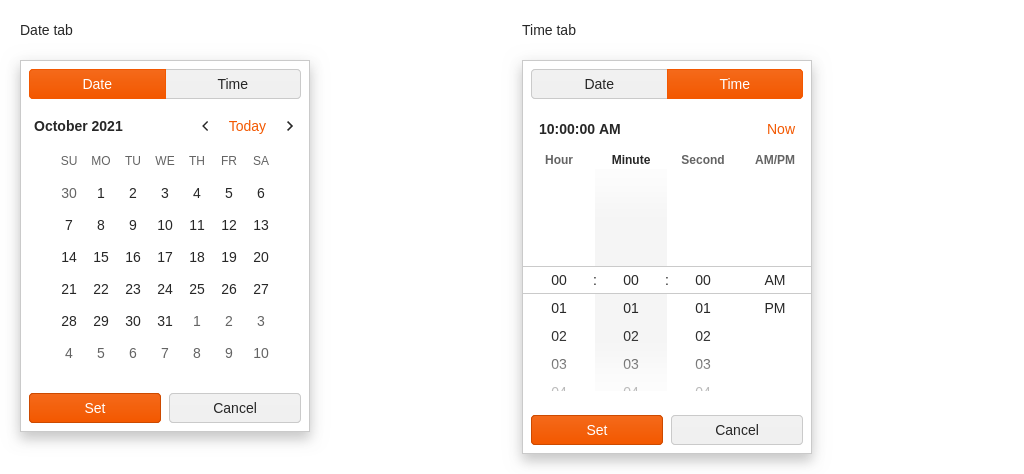 Date tab
Date Time
October 2021 Today
SU MO TU WE TH FR SA
30 1 2 3 4 5 6
7 8 9 10 11 12 13
14 15 16 17 18 19 20
21 22 23 24 25 26 27
28 29 30 31 1 2 3
4 5 6 7 8 9 10
Set Cancel
Time tab
Date Time
10:00:00 AM Now
Hour Minute Second AM/PM
00 : 00 : 00 AM
01 01 01 PM
02 02 02
03 03 03
04 04 04
Set Cancel